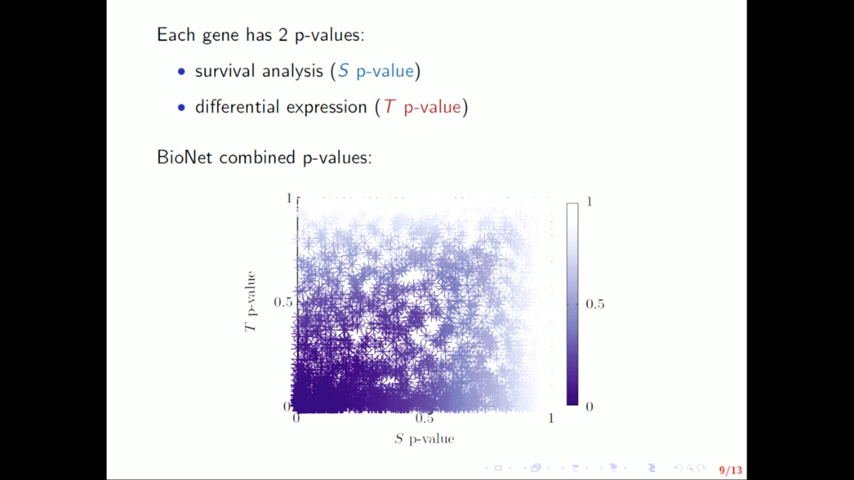 Each gene has 2 p-values:
• survival analysis (S p-value)
• differential expression (T p-value)
BioNet combined p-values:
1
0.5
0
T p-value
0
0.5
1
S p-value
1
0.5
0
9/13